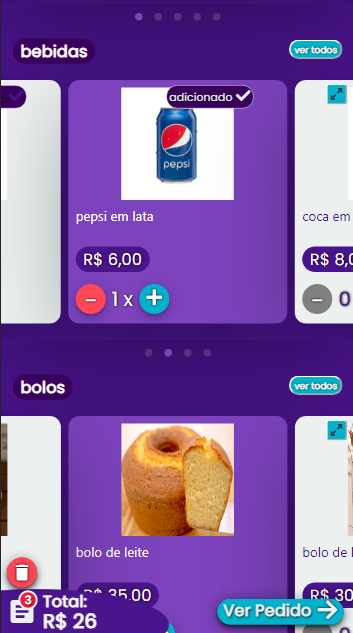 bebidas
ver todos
adicionado
pepsi
pepsi em lata
coca em
R$ 6,00
R$ 8,0
- 1 x +
- 0
bolos
ver todos
bolo de leite
bolo de l
R$ 35,00
R$ 30
3
Total:
R$ 26
Ver Pedido